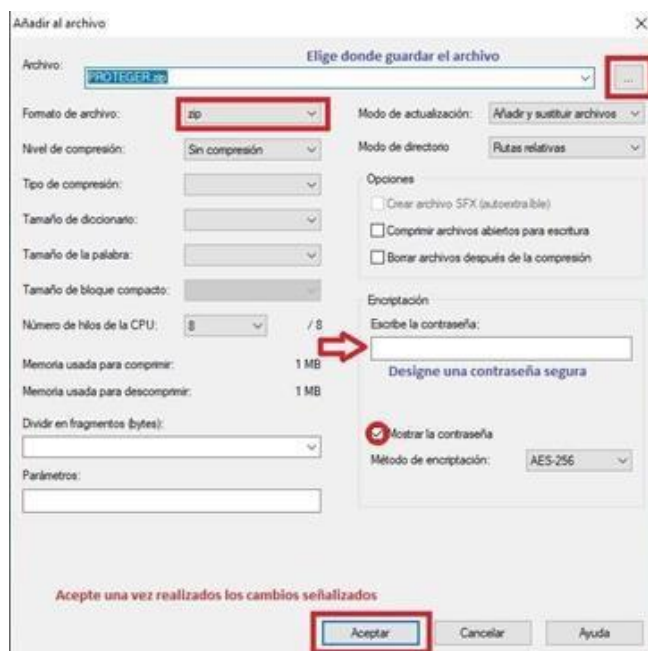 Añadir al archivo
Elige donde guardar el archivo
Archivo:
PROTEGER.zip
...
Formato de archivo: zip
Modo de actualización: Añadir y sustituir archivos
Nivel de compresión: Sin compresión
Modo de directorio Rutas relativas
Tipo de compresión:
Opciones
Crear archivo SFX (autoextraíble)
Tamaño de diccionario:
Comprimir archivos abiertos para escritura
Tamaño de la palabra:
Borrar archivos después de la compresión
Tamaño de bloque compacto:
Encriptación
Número de hilos de la CPU: 8 / 8
Escribe la contraseña:
Memoria usada para comprimir: 1 MB
Designe una contraseña segura
Memoria usada para descomprimir: 1 MB
Dividir en fragmentos (bytes):
Mostrar la contraseña
Método de encriptación: AES-256
Parámetros:
Acepte una vez realizados los cambios señalizados
Aceptar Cancelar Ayuda